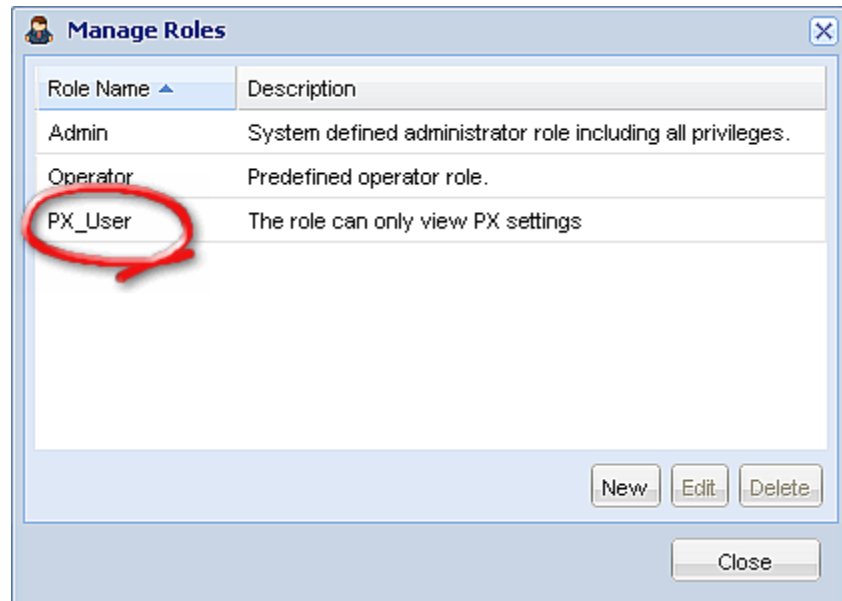 Manage Roles
Role Name Description
Admin System defined administrator role including all privileges.
Operator Predefined operator role.
PX_User The role can only view PX settings
New Edit Delete
Close